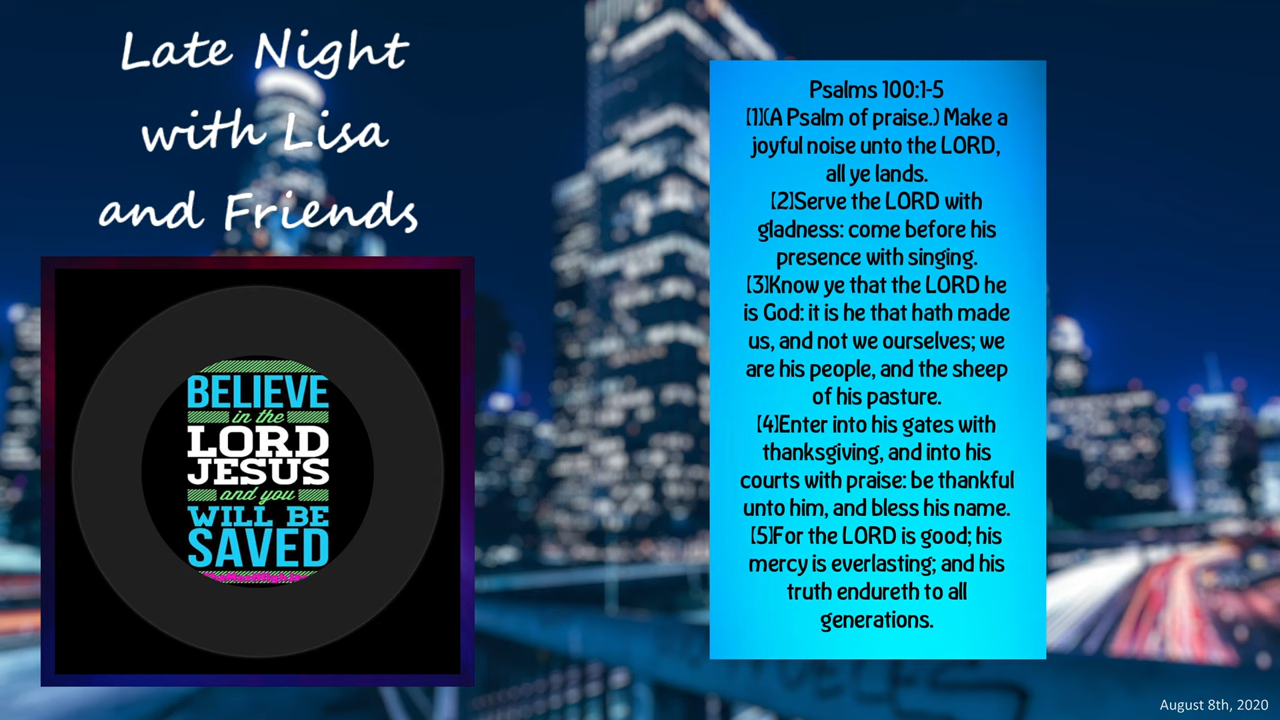 Late Night
with Lisa
and Friends
BELIEVE
in the
LORD
JESUS
and you
WILL BE
SAVED
Psalms 100:1-5
[1](A Psalm of praise.) Make a
joyful noise unto the LORD,
all ye lands.
[2]Serve the LORD with
gladness: come before his
presence with singing.
[3]Know ye that the LORD he
is God: it is he that hath made
us, and not we ourselves; we
are his people, and the sheep
of his pasture.
[4]Enter into his gates with
thanksgiving, and into his
courts with praise: be thankful
unto him, and bless his name.
[5]For the LORD is good; his
mercy is everlasting; and his
truth endureth to all
generations.
August 8th, 2020